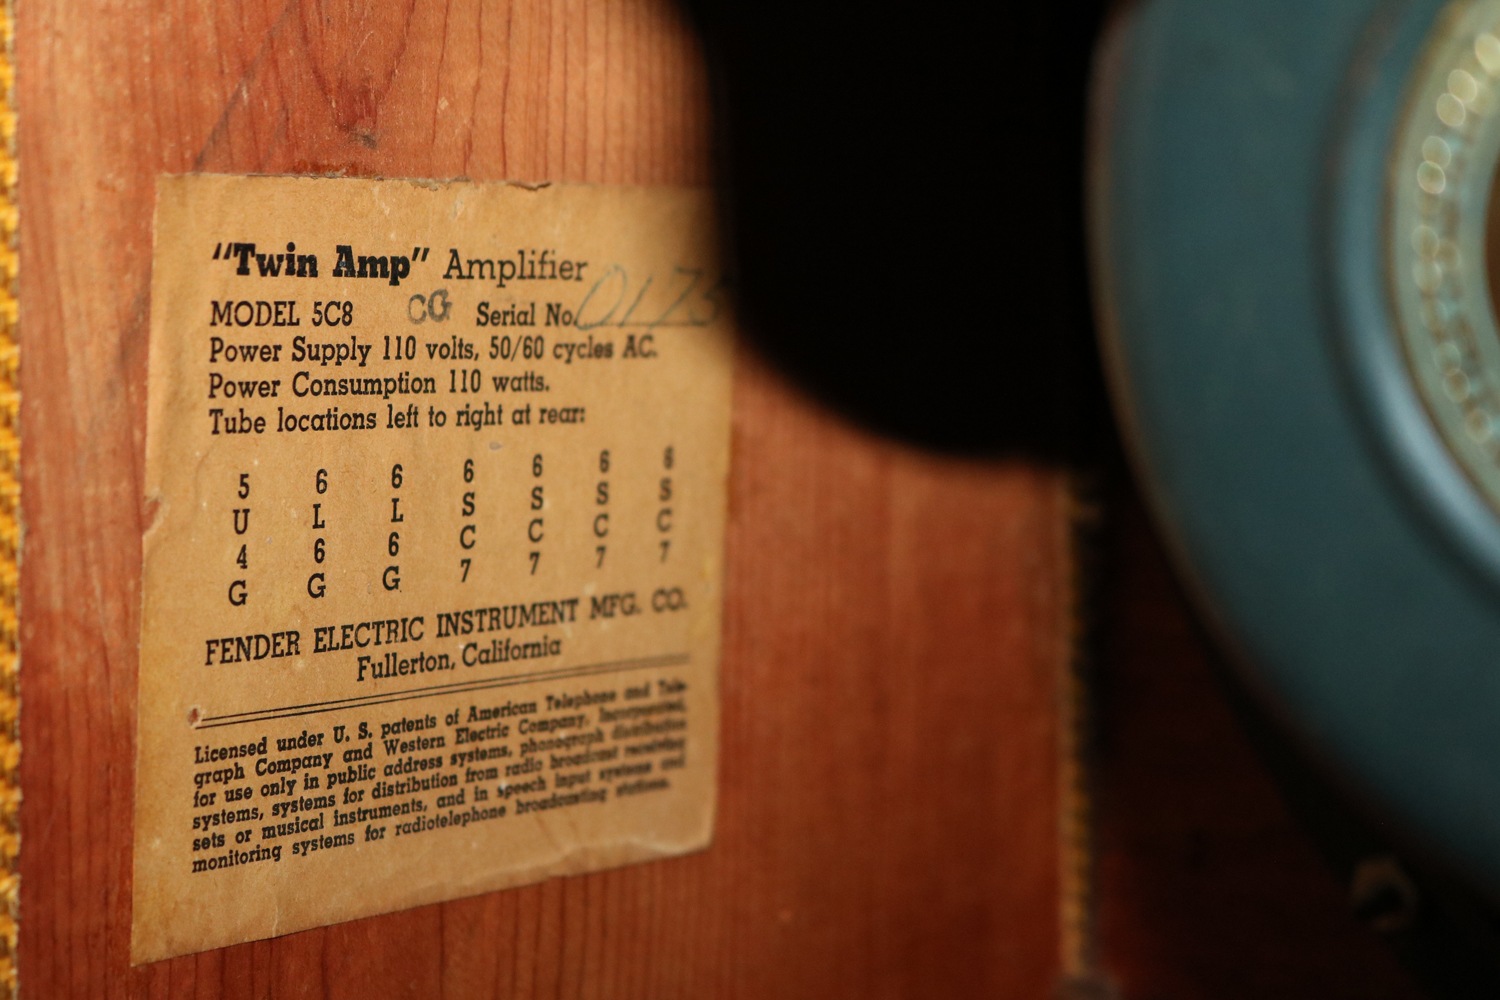 "Twin Amp" Amplifier
MODEL 5C8 CG Serial No. 0175
Power Supply 110 volts, 50/60 cycles AC.
Power Consumption 110 watts.
Tube locations left to right at rear:
5 6 6 6 6 6 6
U L L S S S S
4 6 6 C C C C
G G G 7 7 7 7
FENDER ELECTRIC INSTRUMENT MFG. CO.
Fullerton, California
Licensed under U. S. patents of American Telephone and Tele-
graph Company and Western Electric Company, Incorporated,
for use only in public address systems, phonograph distribution
systems, systems for distribution from radio broadcast receiving
sets or musical instruments, and in speech input systems and
monitoring systems for radiotelephone broadcasting stations.